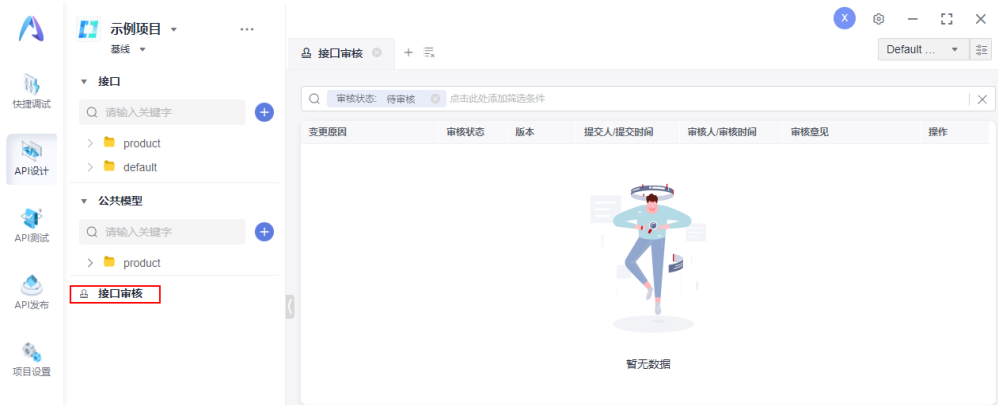 示例项目
基线
X
快捷调试
API设计
API测试
API发布
项目设置
接口
请输入关键字
product
default
公共模型
请输入关键字
product
接口审核
接口审核
Default ...
审核状态: 待审核 点击此处添加筛选条件
变更原因 审核状态 版本 提交人/提交时间 审核人/审核时间 审核意见 操作
暂无数据